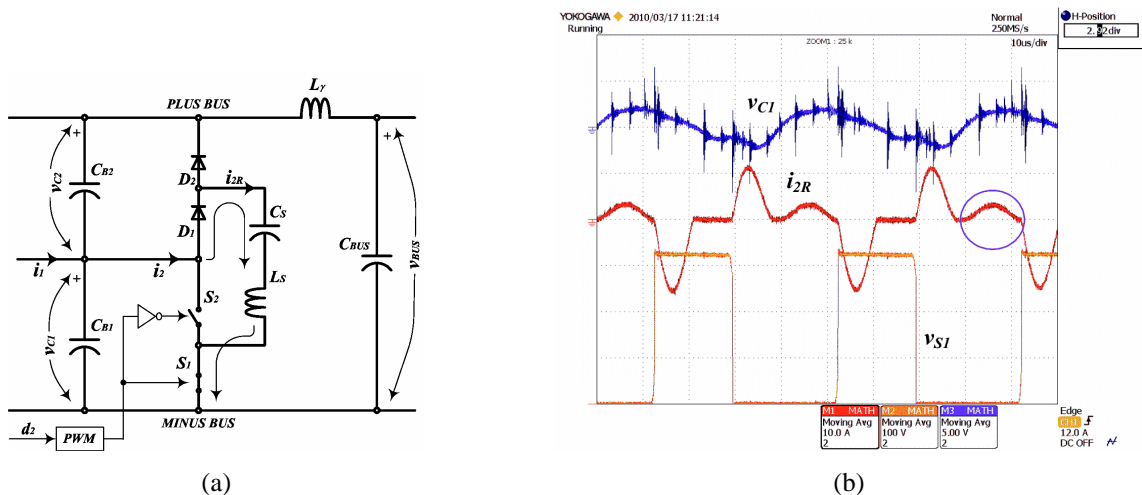 PLUS BUS
Lγ
+
vC2
CB2
D2
i2R
D1
CS
CBUS
+
vBUS
i1
i2
+
vC1
CB1
S2
LS
S1
MINUS BUS
d2
PWM
(a)
YOKOGAWA 2010/03/17 11:21:14
Running
Normal
250MS/s
10us/div
H-Position
2.92div
ZOOM1 : 25 k
vC1
i2R
vS1
M1 MATH
Moving Avg
10.0 A
2
M2 MATH
Moving Avg
100 V
2
M3 MATH
Moving Avg
5.00 V
2
Edge
CH1
12.0 A
DC OFF
(b)